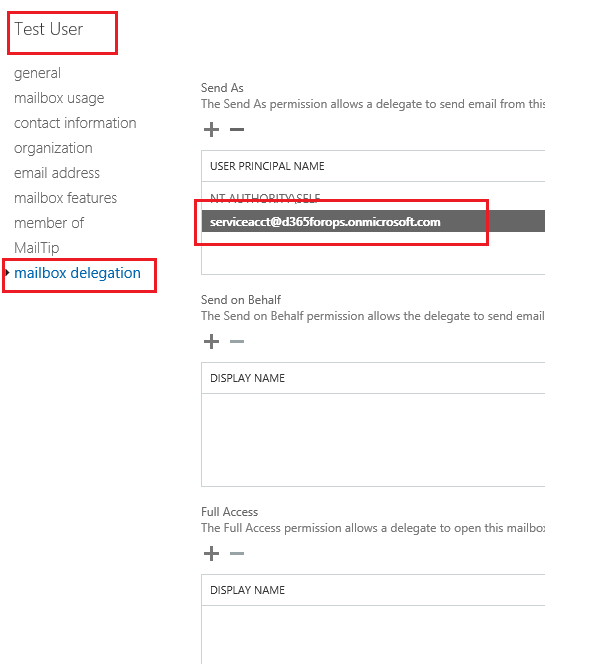 Test User
general
mailbox usage
contact information
organization
email address
mailbox features
member of
MailTip
mailbox delegation
Send As
The Send As permission allows a delegate to send email from this
USER PRINCIPAL NAME
NT AUTHORITY\SELF
serviceacct@d365forops.onmicrosoft.com
Send on Behalf
The Send on Behalf permission allows the delegate to send email
DISPLAY NAME
Full Access
The Full Access permission allows a delegate to open this mailbox
DISPLAY NAME